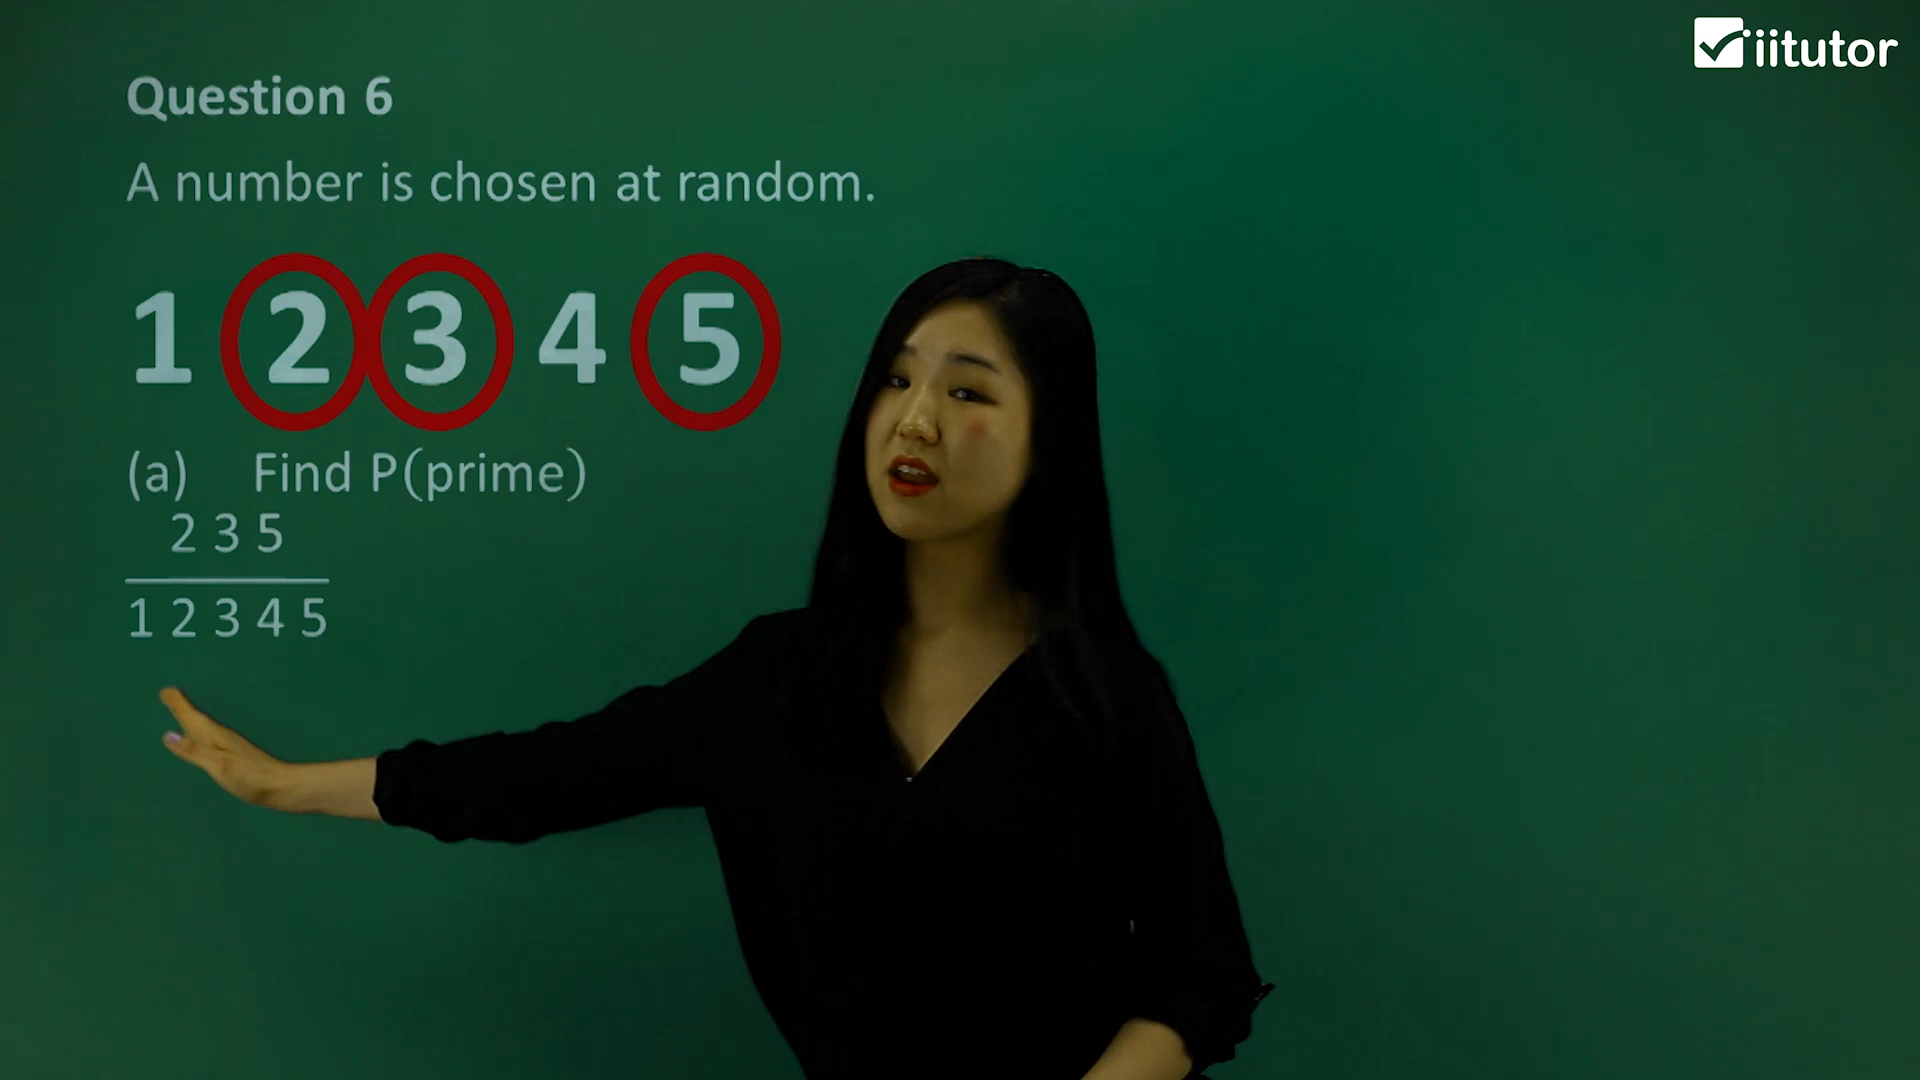 iitutor
Question 6
A number is chosen at random.
1 2 3 4 5
(a) Find P(prime)
2 3 5
1 2 3 4 5